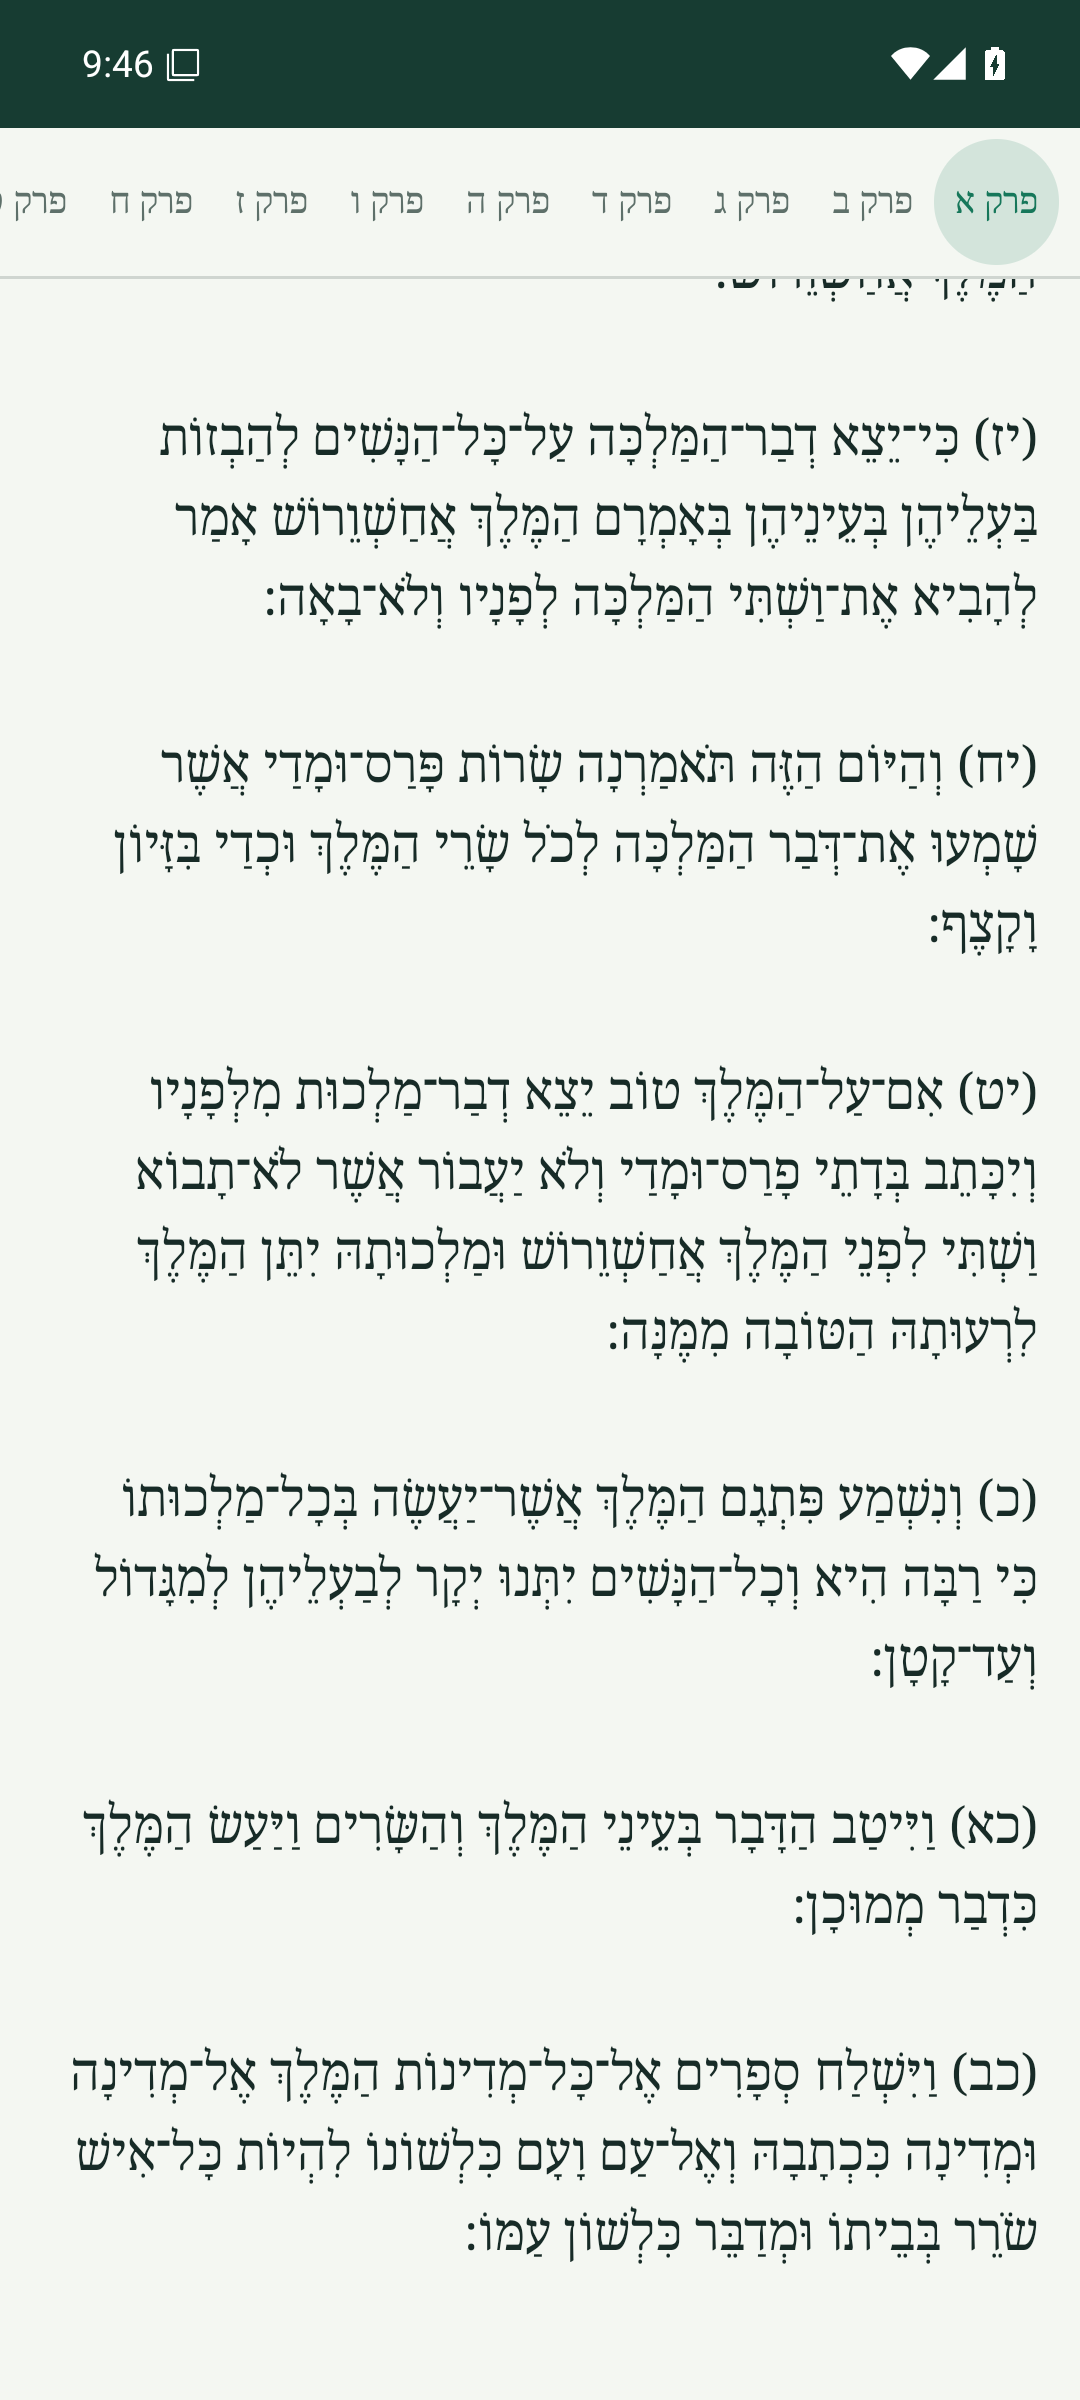 9:46
פרק א פרק ב פרק ג פרק ד פרק ה פרק ו פרק ז פרק ח פרק
הַמֶּלֶךְ אֲחַשְׁוֵרוֹשׁ:
(יז) כִּי־יֵצֵא דְבַר־הַמַּלְכָּה עַל־כָּל־הַנָּשִׁים לְהַבְזוֹת
בַּעְלֵיהֶן בְּעֵינֵיהֶן בְּאָמְרָם הַמֶּלֶךְ אֲחַשְׁוֵרוֹשׁ אָמַר
לְהָבִיא אֶת־וַשְׁתִּי הַמַּלְכָּה לְפָנָיו וְלֹא־בָאָה:
(יח) וְהַיּוֹם הַזֶּה תֹּאמַרְנָה שָׂרוֹת פָּרַס־וּמָדַי אֲשֶׁר
שָׁמְעוּ אֶת־דְּבַר הַמַּלְכָּה לְכֹל שָׂרֵי הַמֶּלֶךְ וּכְדַי בִּזָּיוֹן
וָקָצֶף:
(יט) אִם־עַל־הַמֶּלֶךְ טוֹב יֵצֵא דְבַר־מַלְכוּת מִלְּפָנָיו
וְיִכָּתֵב בְּדָתֵי פָרַס־וּמָדַי וְלֹא יַעֲבוֹר אֲשֶׁר לֹא־תָבוֹא
וַשְׁתִּי לִפְנֵי הַמֶּלֶךְ אֲחַשְׁוֵרוֹשׁ וּמַלְכוּתָהּ יִתֵּן הַמֶּלֶךְ
לִרְעוּתָהּ הַטּוֹבָה מִמֶּנָּה:
(כ) וְנִשְׁמַע פִּתְגָם הַמֶּלֶךְ אֲשֶׁר־יַעֲשֶׂה בְּכָל־מַלְכוּתוֹ
כִּי רַבָּה הִיא וְכָל־הַנָּשִׁים יִתְּנוּ יְקָר לְבַעְלֵיהֶן לְמִגָּדוֹל
וְעַד־קָטָן:
(כא) וַיִּיטַב הַדָּבָר בְּעֵינֵי הַמֶּלֶךְ וְהַשָּׂרִים וַיַּעַשׂ הַמֶּלֶךְ
כִּדְבַר מְמוּכָן:
(כב) וַיִּשְׁלַח סְפָרִים אֶל־כָּל־מְדִינוֹת הַמֶּלֶךְ אֶל־מְדִינָה
וּמְדִינָה כִּכְתָבָהּ וְאֶל־עַם וָעָם כִּלְשׁוֹנוֹ לִהְיוֹת כָּל־אִישׁ
שֹׂרֵר בְּבֵיתוֹ וּמְדַבֵּר כִּלְשׁוֹן עַמּוֹ: